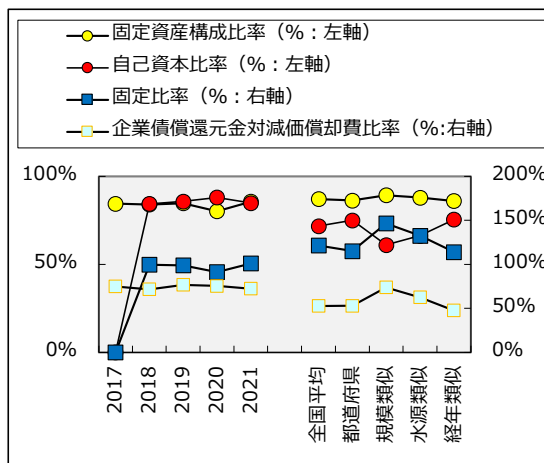 固定資産構成比率（%：左軸）
自己資本比率（%：左軸）
固定比率（%：右軸）
企業債償還元金対減価償却費比率（%:右軸）
100%
50%
0%
200%
150%
100%
50%
0%
2017
2018
2019
2020
2021
全国平均
都道府県
規模類似
水源類似
経年類似